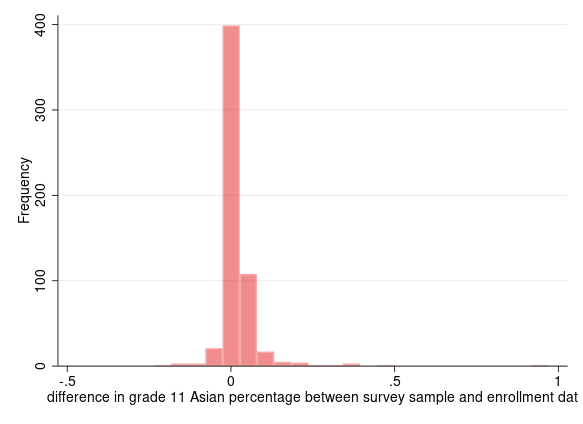 400
300
200
100
0
Frequency
-.5 0 .5 1
difference in grade 11 Asian percentage between survey sample and enrollment dat